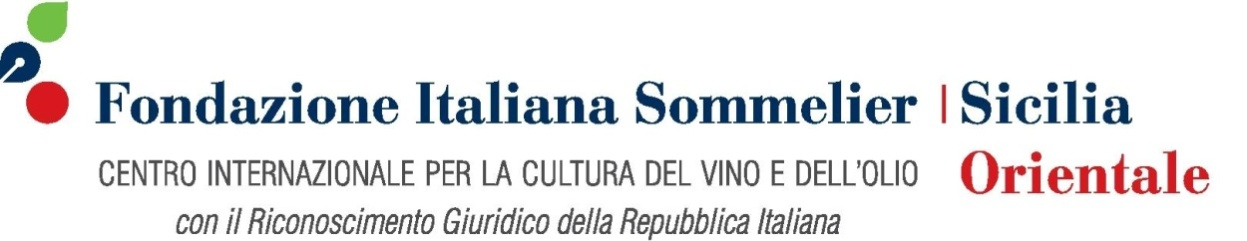 Fondazione Italiana Sommelier | Sicilia
CENTRO INTERNAZIONALE PER LA CULTURA DEL VINO E DELL'OLIO Orientale
con il Riconoscimento Giuridico della Repubblica Italiana